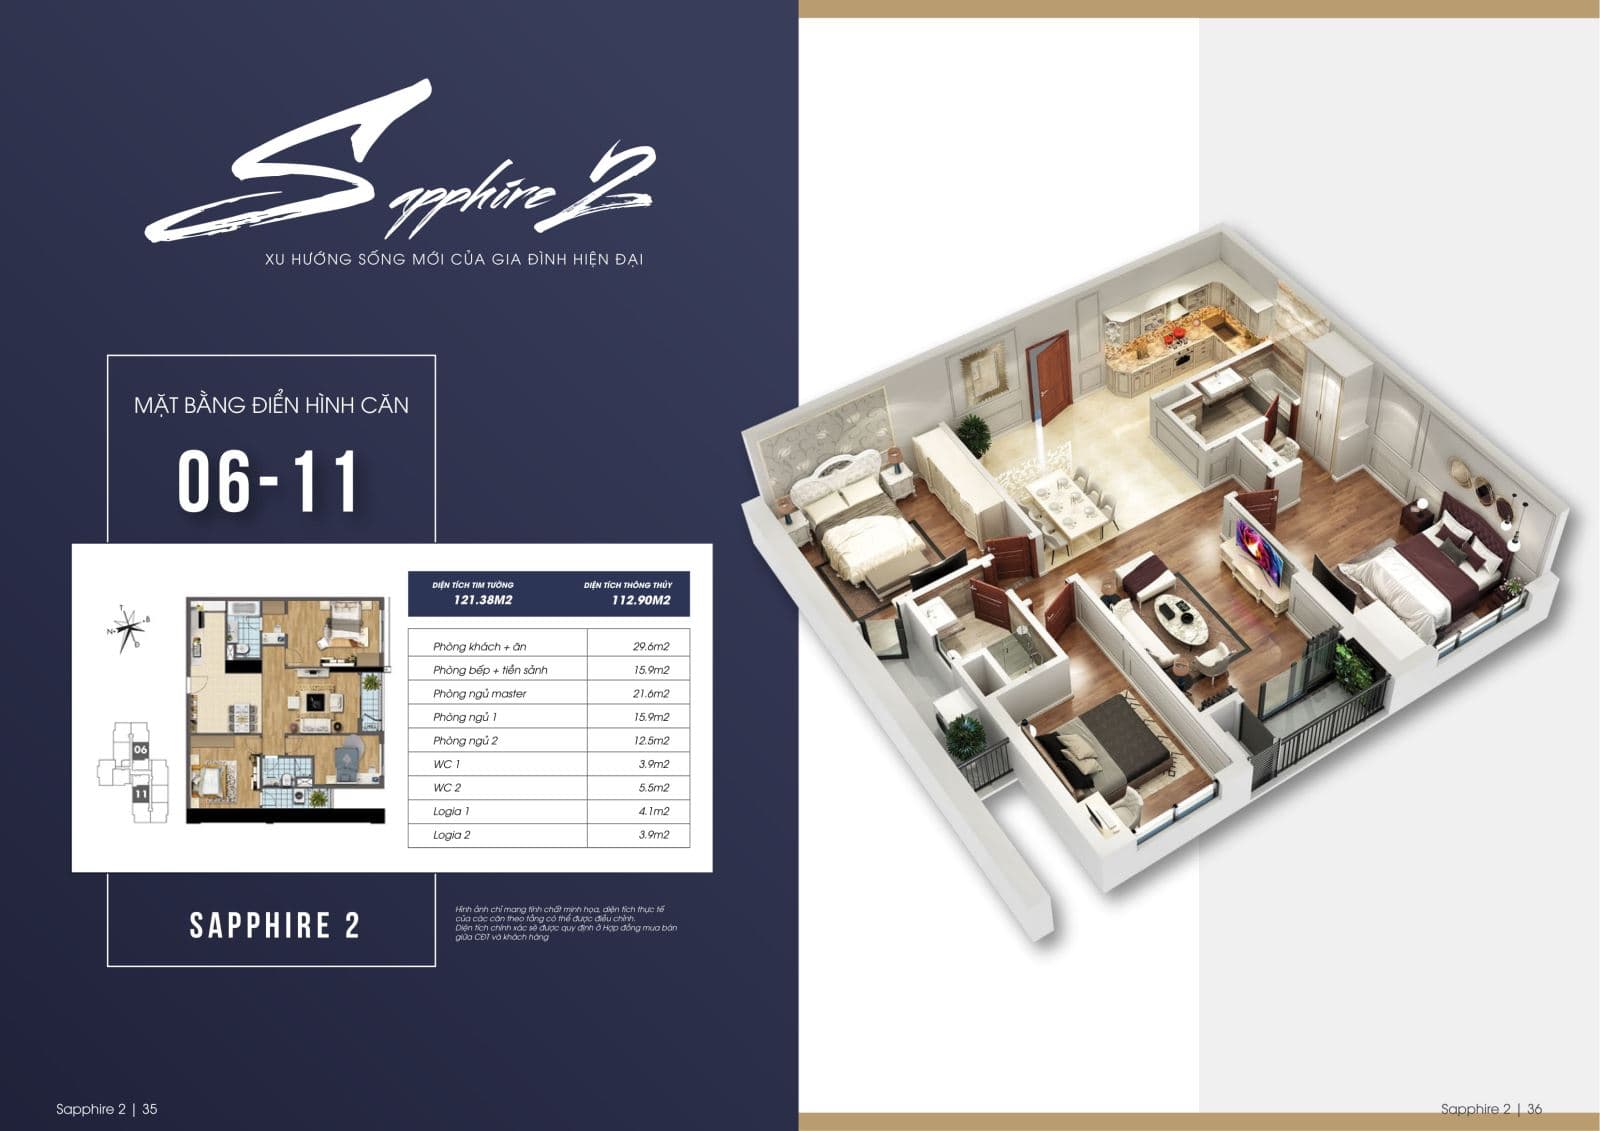 Sapphire 2
XU HƯỚNG SỐNG MỚI CỦA GIA ĐÌNH HIỆN ĐẠI
MẶT BẰNG ĐIỂN HÌNH CĂN
06-11
DIỆN TÍCH TIM TƯỜNG DIỆN TÍCH THÔNG THỦY
121.38M2 112.90M2
Phòng khách + ăn 29.6m2
Phòng bếp + tiền sảnh 15.9m2
Phòng ngủ master 21.6m2
Phòng ngủ 1 15.9m2
Phòng ngủ 2 12.5m2
WC 1 3.9m2
WC 2 5.5m2
Logia 1 4.1m2
Logia 2 3.9m2
T
B
N
Đ
06
11
SAPPHIRE 2
Hình ảnh chỉ mang tính chất minh họa, diện tích thực tế
của các căn theo tầng có thể được điều chỉnh.
Diện tích chính xác sẽ được quy định ở Hợp đồng mua bán
giữa CĐT và khách hàng
Sapphire 2 | 35
Sapphire 2 | 36